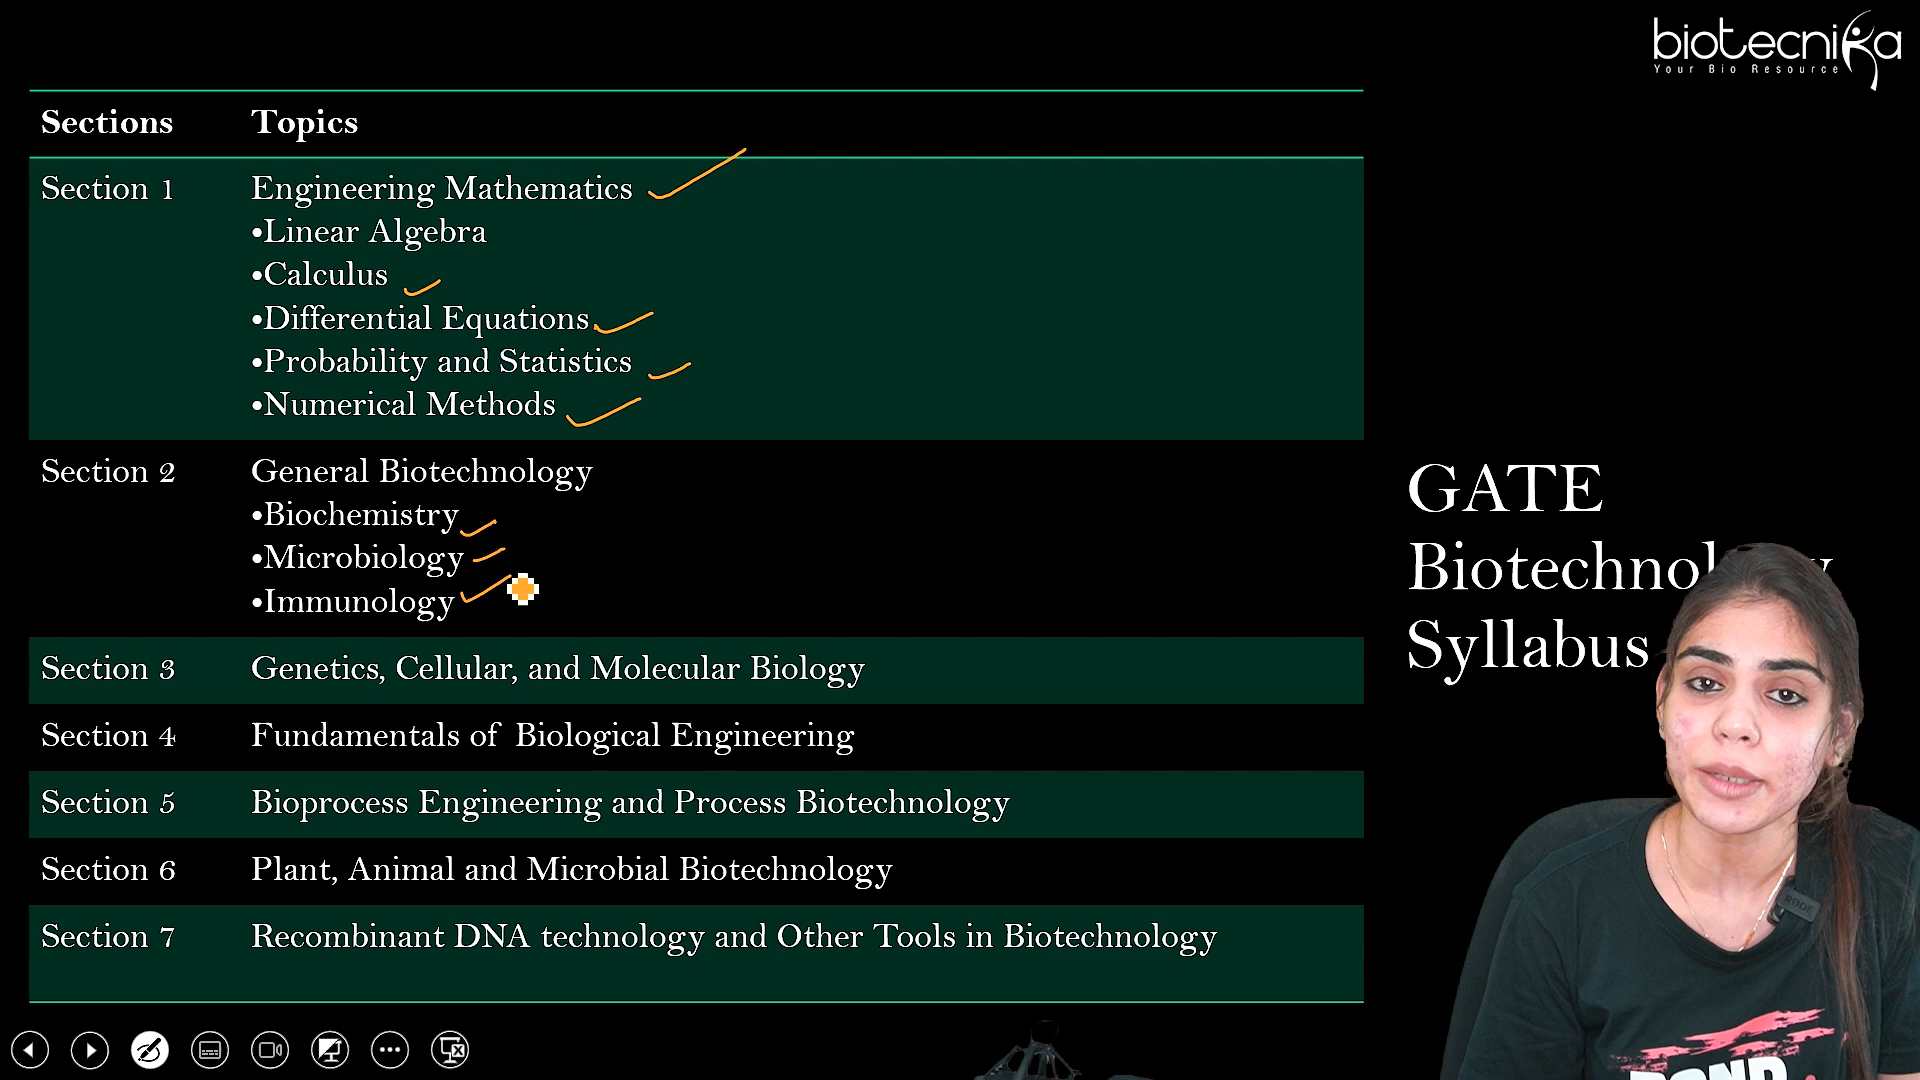 biotecnika
Your Bio Resource
Sections Topics
Section 1 Engineering Mathematics
•Linear Algebra
•Calculus
•Differential Equations
•Probability and Statistics
•Numerical Methods
Section 2 General Biotechnology
•Biochemistry
•Microbiology
•Immunology
Section 3 Genetics, Cellular, and Molecular Biology
Section 4 Fundamentals of Biological Engineering
Section 5 Bioprocess Engineering and Process Biotechnology
Section 6 Plant, Animal and Microbial Biotechnology
Section 7 Recombinant DNA technology and Other Tools in Biotechnology
GATE
Syllabus
RØDE